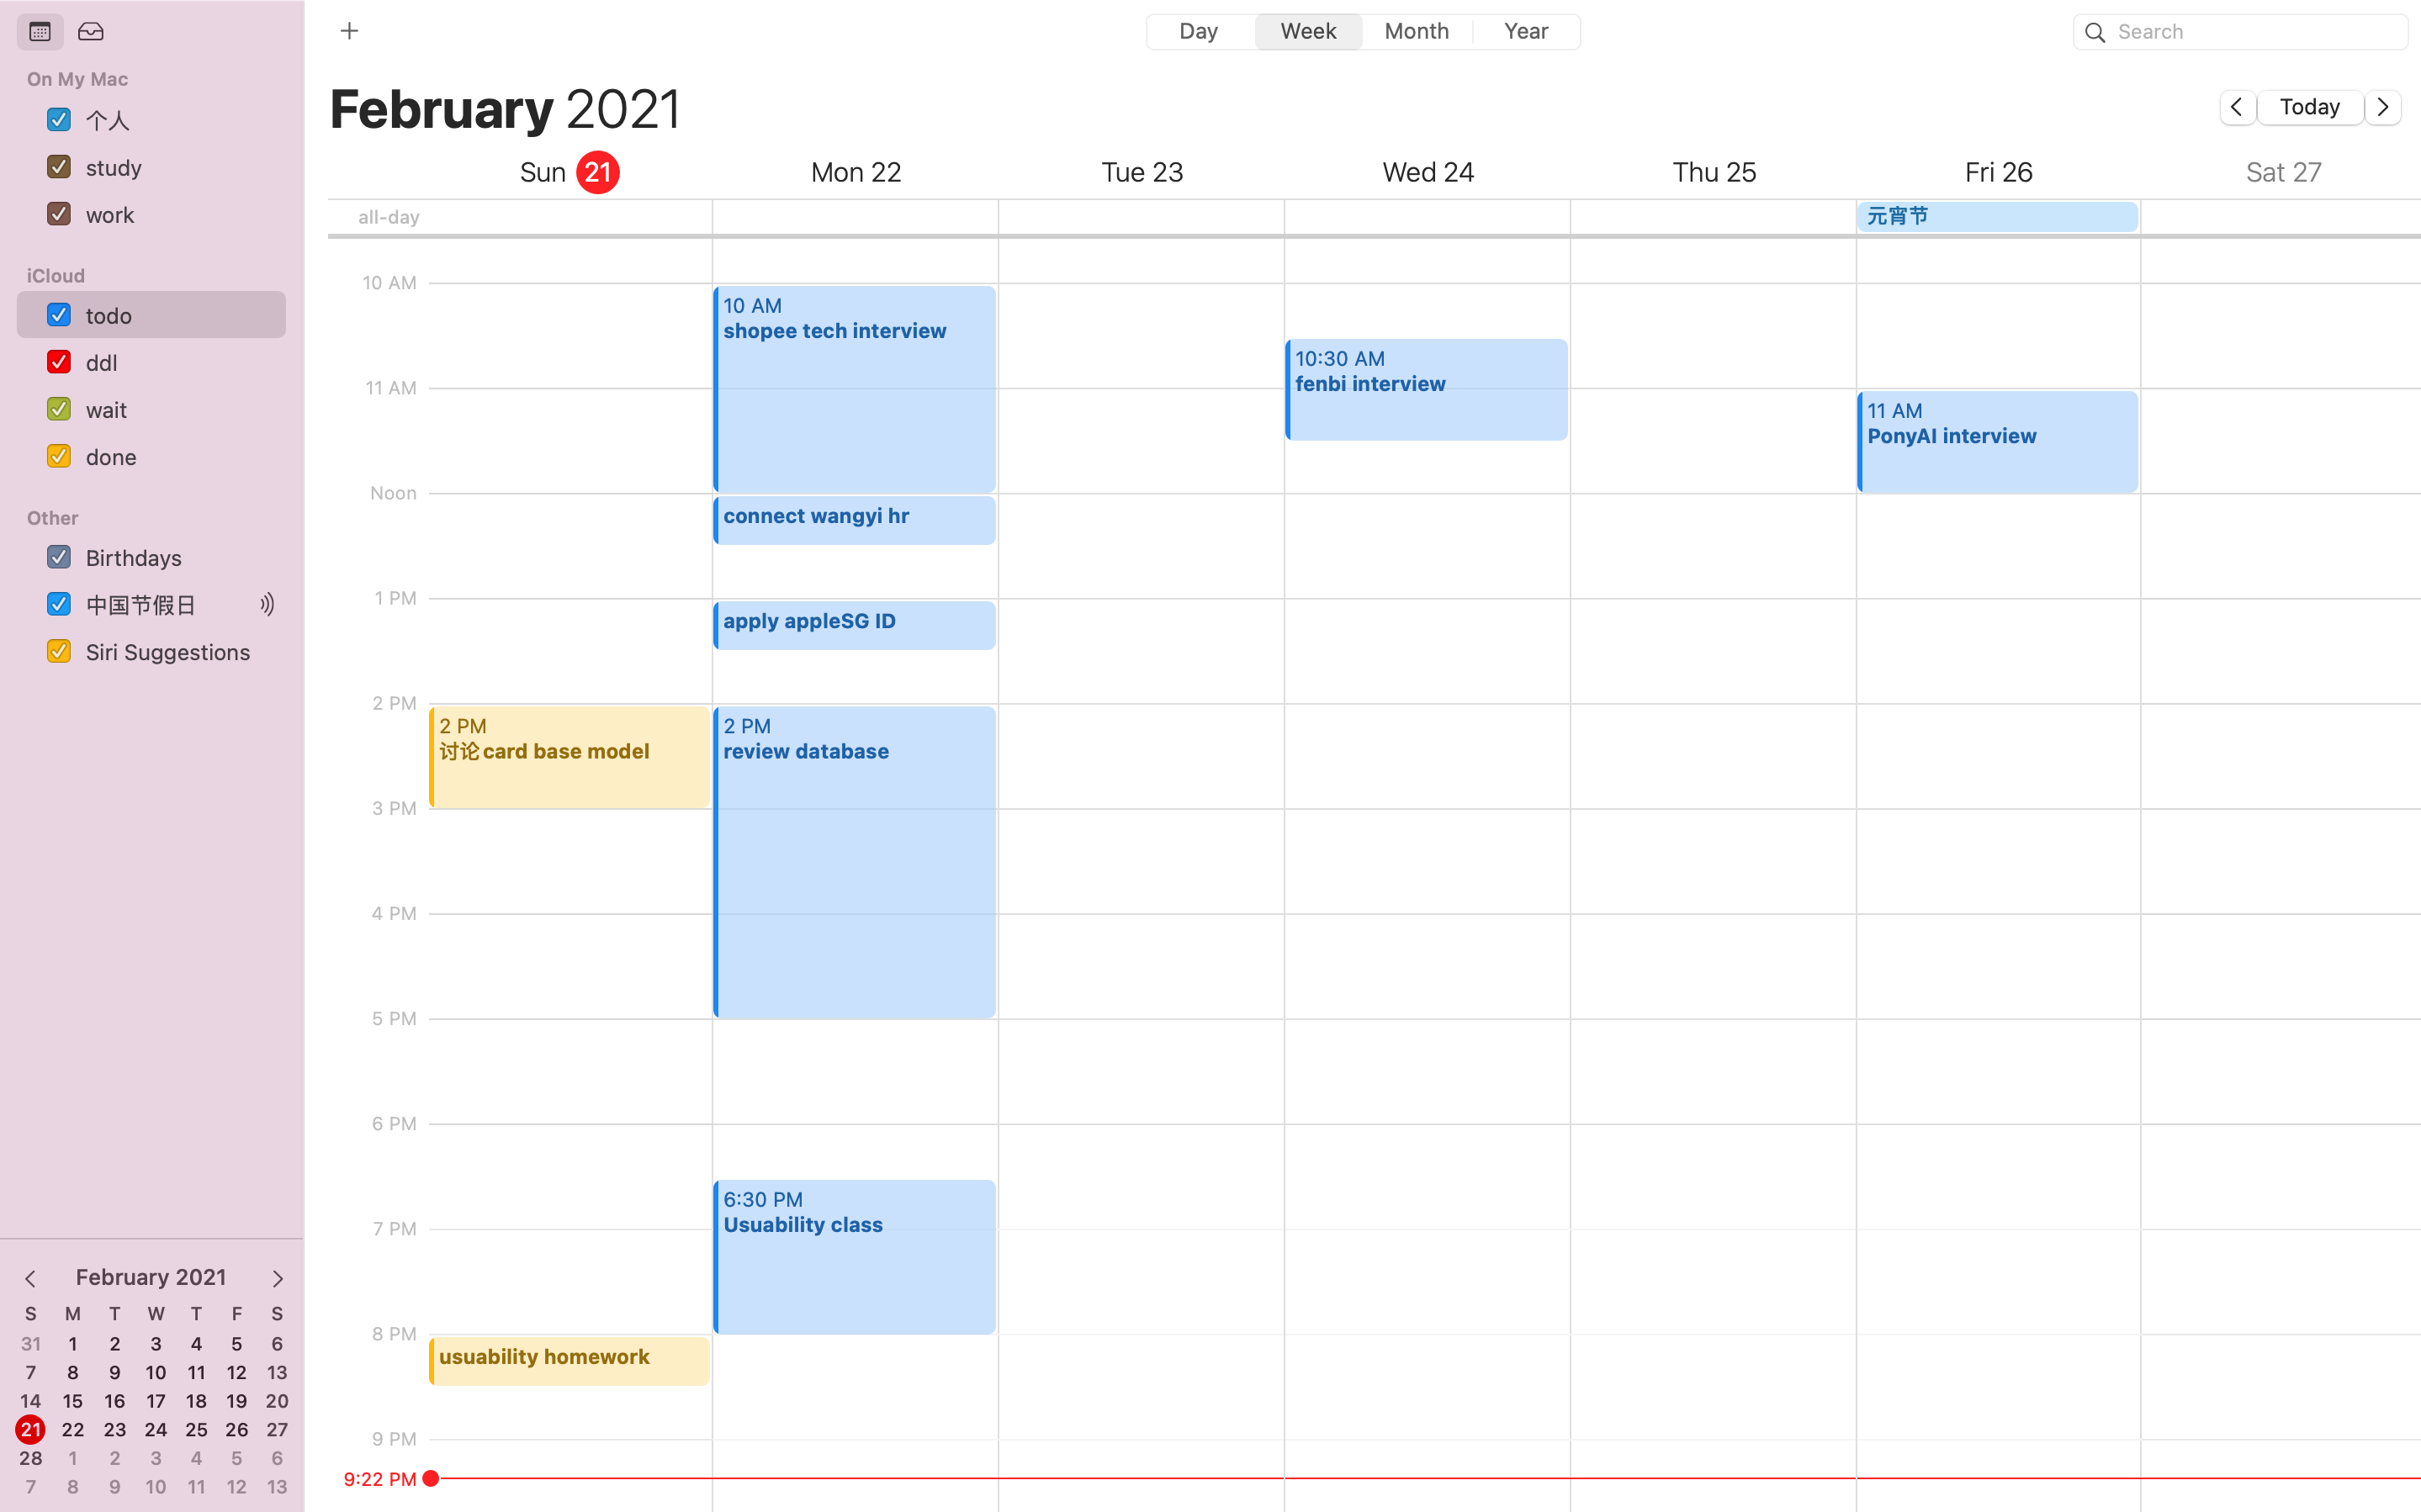 On My Mac
个人
study
work
iCloud
todo
ddl
wait
done
Other
Birthdays
中国节假日
Siri Suggestions
February 2021
S M T W T F S
31 1 2 3 4 5 6
7 8 9 10 11 12 13
14 15 16 17 18 19 20
21 22 23 24 25 26 27
28 1 2 3 4 5 6
7 8 9 10 11 12 13
Day Week Month Year
Search
February 2021
Today
Sun 21 Mon 22 Tue 23 Wed 24 Thu 25 Fri 26 Sat 27
all-day
元宵节
10 AM
10 AM
shopee tech interview
10:30 AM
fenbi interview
11 AM
11 AM
PonyAI interview
Noon
connect wangyi hr
1 PM
apply appleSG ID
2 PM
2 PM
讨论card base model
2 PM
review database
3 PM
4 PM
5 PM
6 PM
6:30 PM
Usuability class
7 PM
8 PM
usuability homework
9 PM
9:22 PM